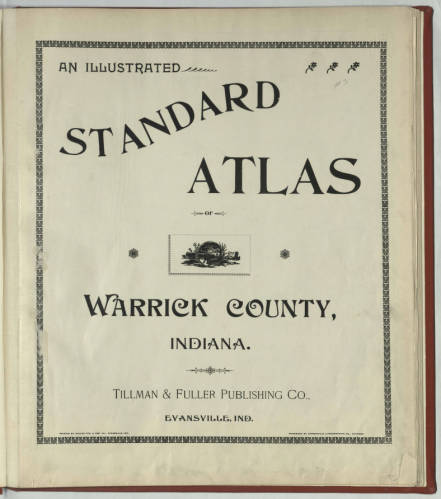 AN ILLUSTRATED
STANDARD
ATLAS
OF
WARRICK COUNTY,
INDIANA.
TILLMAN & FULLER PUBLISHING CO.,
EVANSVILLE, IND.